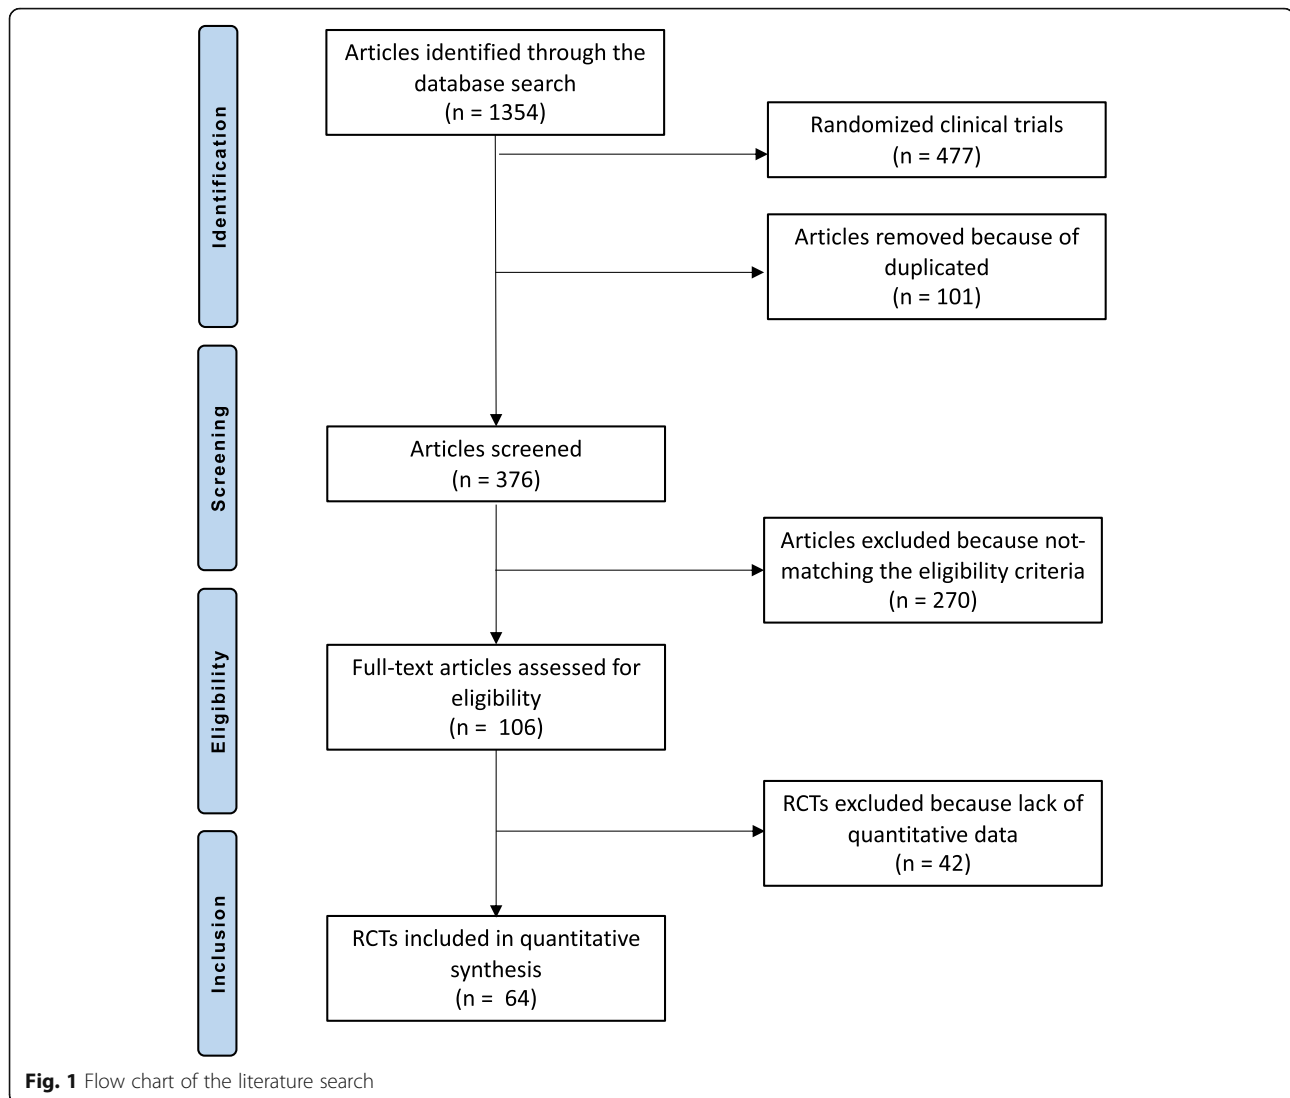 Identification
Articles identified through the
database search
(n = 1354)
Randomized clinical trials
(n = 477)
Articles removed because of
duplicated
(n = 101)
Screening
Articles screened
(n = 376)
Articles excluded because not-
matching the eligibility criteria
(n = 270)
Eligibility
Full-text articles assessed for
eligibility
(n =  106)
RCTs excluded because lack of
quantitative data
(n = 42)
Inclusion
RCTs included in quantitative
synthesis
(n =  64)
Fig. 1 Flow chart of the literature search